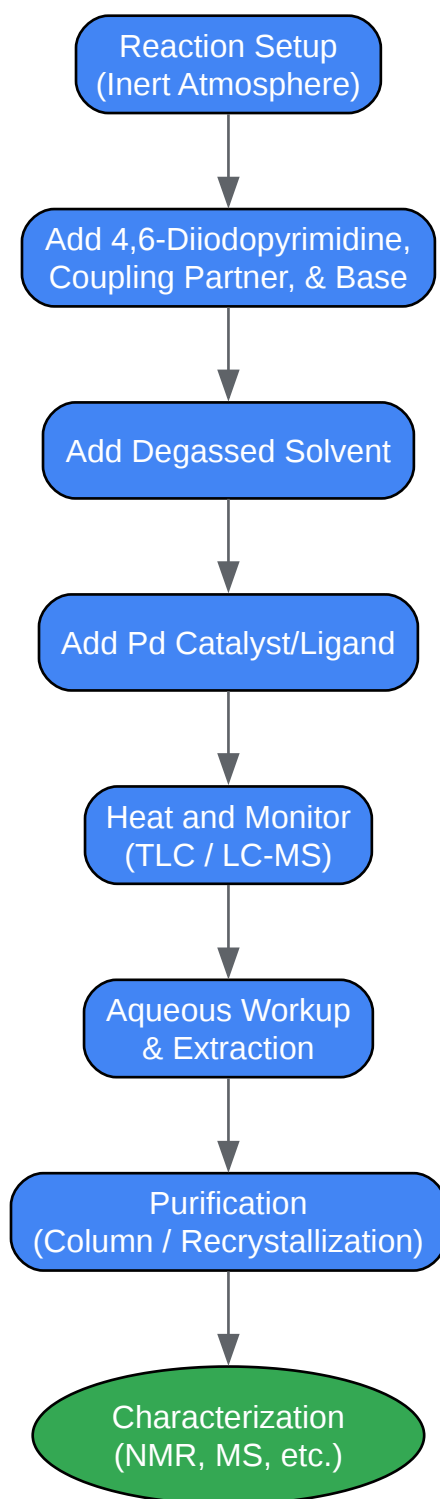 Reaction Setup
(Inert Atmosphere)
Add 4,6-Diiodopyrimidine,
Coupling Partner, & Base
Add Degassed Solvent
Add Pd Catalyst/Ligand
Heat and Monitor
(TLC / LC-MS)
Aqueous Workup
& Extraction
Purification
(Column / Recrystallization)
Characterization
(NMR, MS, etc.)